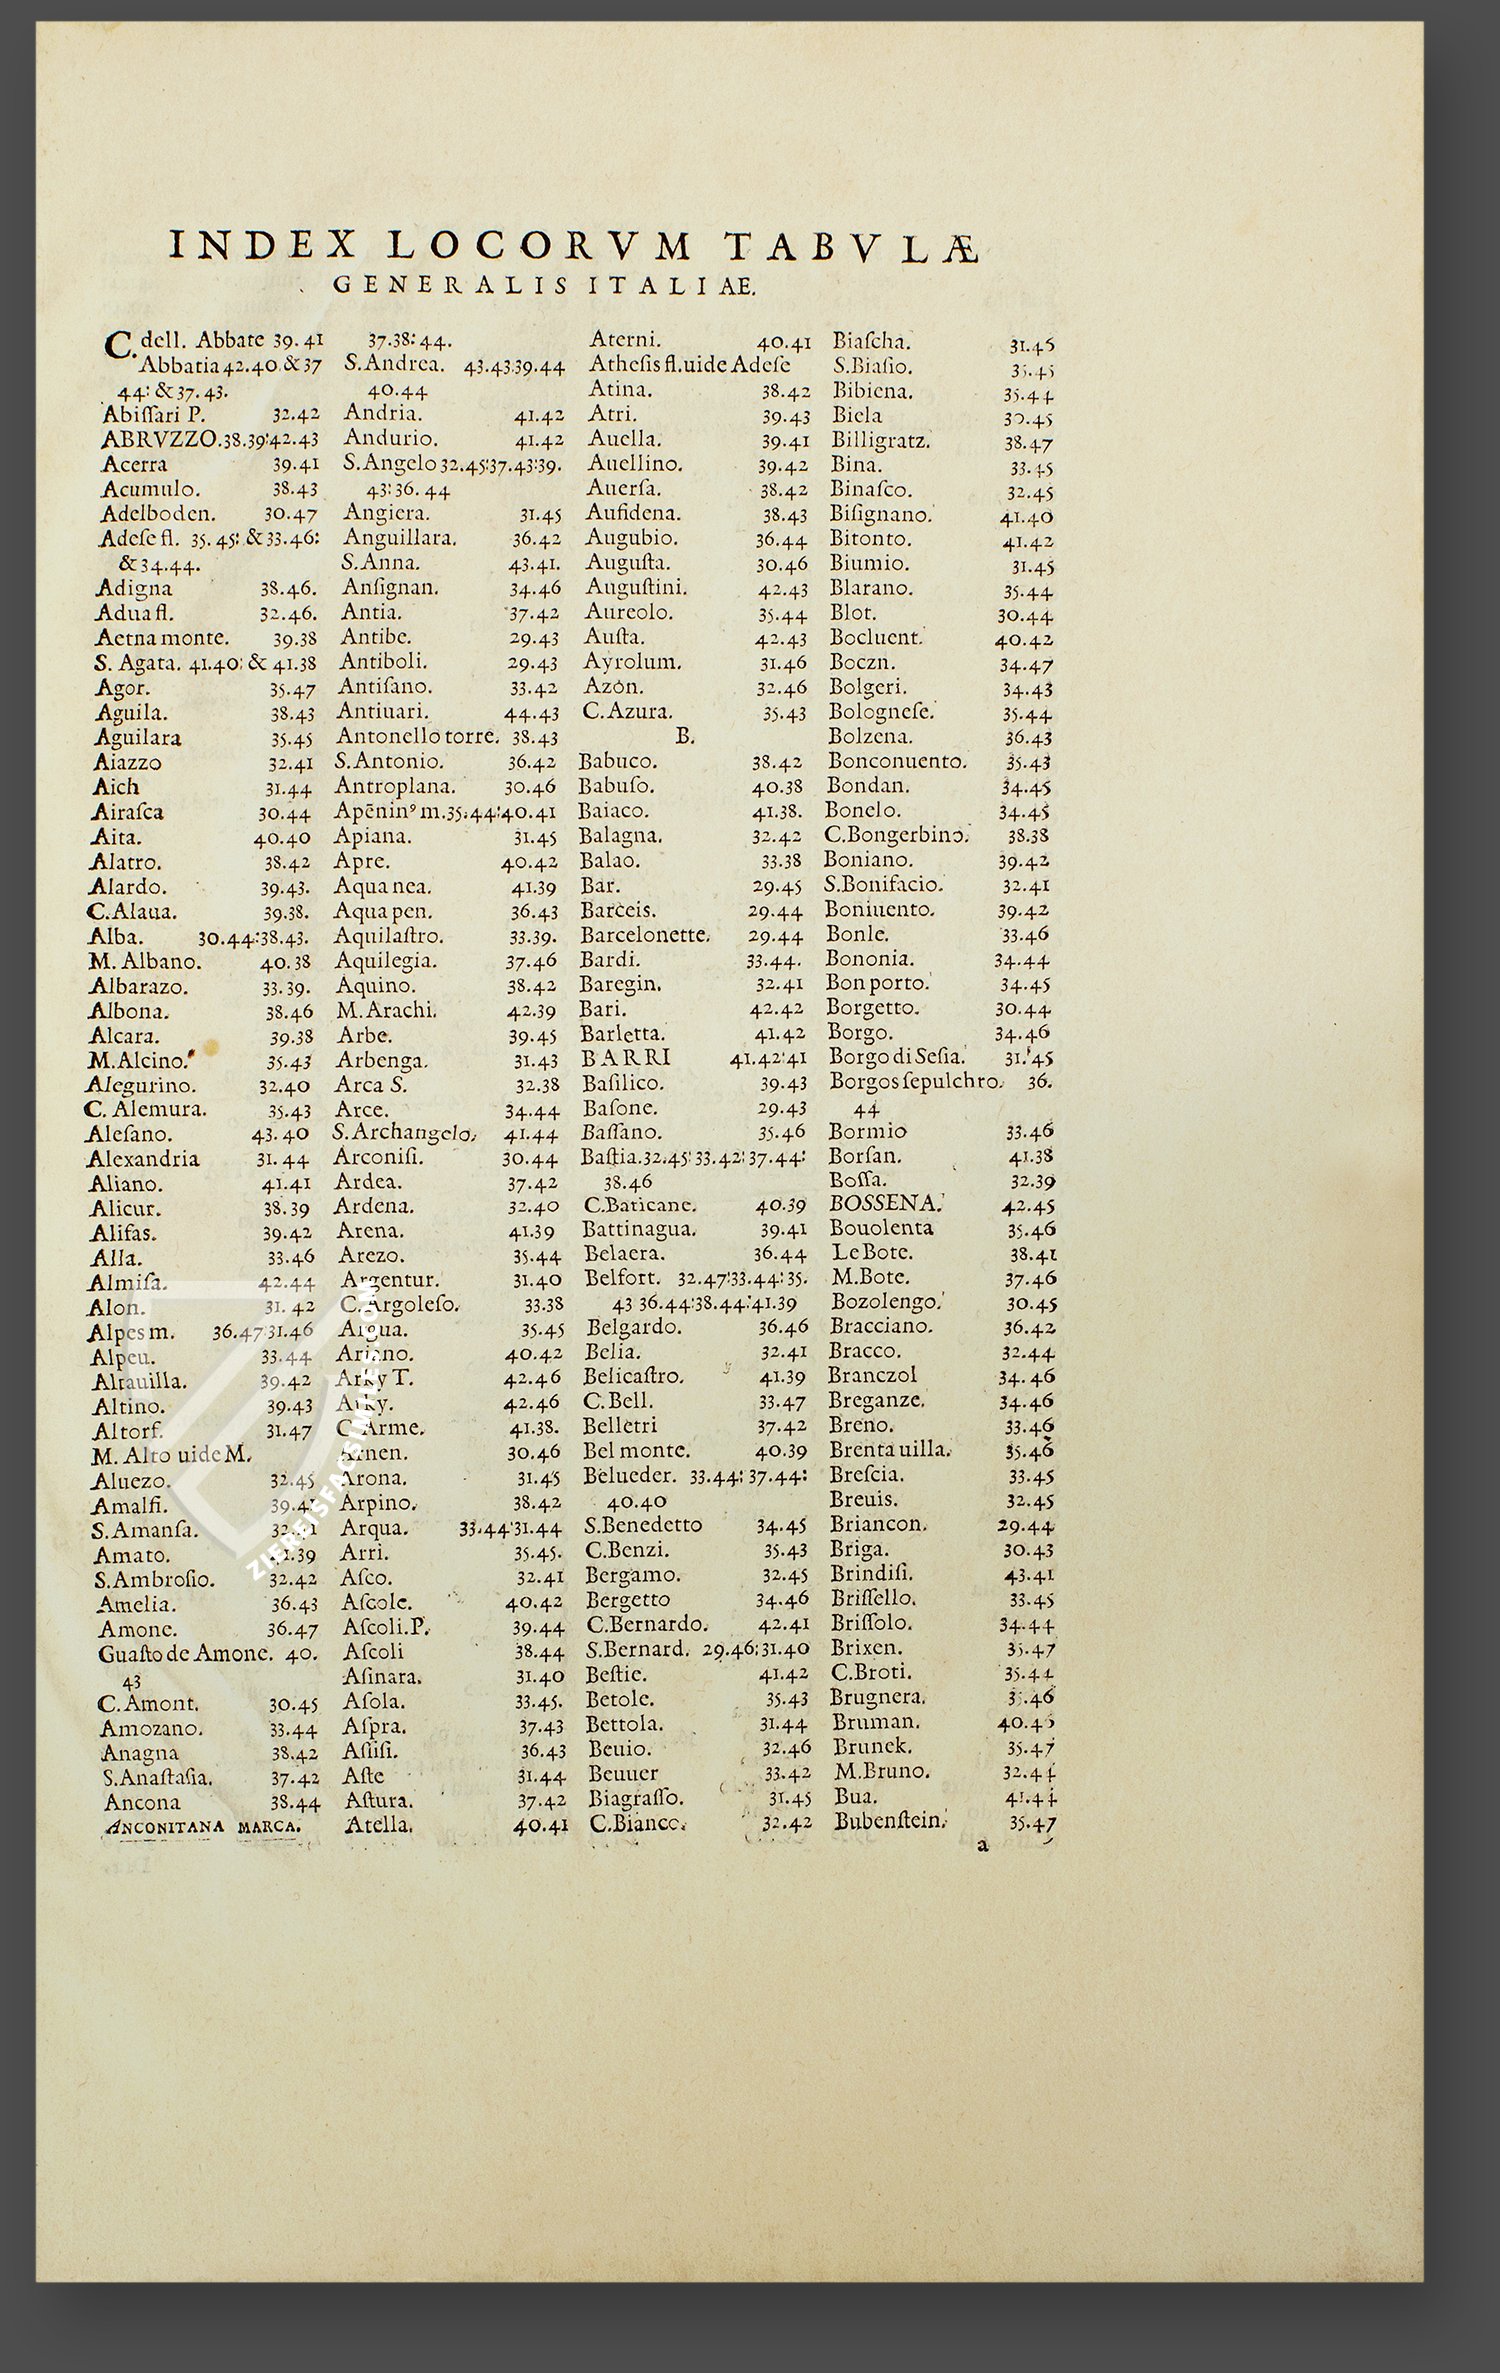 INDEX LOCORVM TABVLÆ
GENERALIS ITALIAE.
C. dell. Abbate 39.41
Abbatia 42.40 & 37
44: & 37.43.
Abiſſari P. 32.42
ABRVZZO.38.39:42.43
Acerra 39.41
Acumulo. 38.43
Adelboden. 30.47
Adeſe fl. 35.45: & 33.46:
& 34.44.
Adigna 38.46.
Adua fl. 32.46.
Aetna monte. 39.38
S. Agata. 41.40: & 41.38
Agor. 35.47
Aguila. 38.43
Aguilara 35.45
Aiazzo 32.41
Aich 31.44
Airaſca 30.44
Aita. 40.40
Alatro. 38.42
Alardo. 39.43.
C.Alaua. 39.38.
Alba. 30.44:38.43.
M. Albano. 40.38
Albarazo. 33.39.
Albona. 38.46
Alcara. 39.38
M.Alcino. 35.43
Alegurino. 32.40
C. Alemura. 35.43
Aleſano. 43.40
Alexandria 31.44
Aliano. 41.41
Alicur. 38.39
Alifas. 39.42
Alla. 33.46
Almiſa. 42.44
Alon. 31.42
Alpes m. 36.47:31.46
Alpeu. 33.44
Altauilla. 39.42
Altino. 39.43
Altorf. 31.47
M. Alto uide M.
Aluezo. 32.45
Amalfi.
S.Amanſa.
Amato.
S.Ambroſio. 32.42
Amelia. 36.43
Amone. 36.47
Guaſto de Amone. 40.
43
C.Amont. 30.45
Amozano. 33.44
Anagna 38.42
S.Anaſtaſia. 37.42
Ancona 38.44
ANCONITANA MARCA.
37.38:44.
S.Andrea. 43.43:39.44
40.44
Andria. 41.42
Andurio. 41.42
S.Angelo 32.45:37.43:39.
43:36.44
Angiera. 31.45
Anguillara. 36.42
S.Anna. 43.41.
Anſignan. 34.46
Antia. 37.42
Antibe. 29.43
Antiboli. 29.43
Antiſano. 33.42
Antiuari. 44.43
Antonello torre. 38.43
S.Antonio. 36.42
Antroplana. 30.46
Apēninꝰ m.35.44:40.41
Apiana. 31.45
Apre. 40.42
Aqua nea. 41.39
Aqua pen. 36.43
Aquilaſtro. 33.39.
Aquilegia. 37.46
Aquino. 38.42
M.Arachi. 42.39
Arbe. 39.45
Arbenga. 31.43
Arca S. 32.38
Arce. 34.44
S.Archangelo. 41.44
Arconiſi. 30.44
Ardea. 37.42
Ardena. 32.40
Arena. 41.39
Arezo. 35.44
Argentur. 31.40
C.Argoleſo. 33.38
Argua. 35.45
Ariano. 40.42
Arky T. 42.46
Arky. 42.46
C.Arme. 41.38.
Arnen. 30.46
Arona. 31.45
Arpino. 38.42
Arqua. 33.44:31.44
Arri. 35.45.
Aſco. 32.41
Aſcole. 40.42
Aſcoli.P. 39.44
Aſcoli 38.44
Aſinara. 31.40
Aſola. 33.45.
Aſpra. 37.43
Aſſiſi. 36.43
Aſte 31.44
Aſtura. 37.42
Atella. 40.41
Aterni. 40.41
Atheſis fl.uide Adeſe
Atina. 38.42
Atri. 39.43
Auella. 39.41
Auellino. 39.42
Auerſa. 38.42
Aufidena. 38.43
Augubio. 36.44
Auguſta. 30.46
Auguſtini. 42.43
Aureolo. 35.44
Auſta. 42.43
Ayrolum. 31.46
Azon. 32.46
C.Azura. 35.43
B.
Babuco. 38.42
Babuſo. 40.38
Baiaco. 41.38.
Balagna. 32.42
Balao. 33.38
Bar. 29.45
Barceis. 29.44
Barcelonette. 29.44
Bardi. 33.44.
Baregin. 32.41
Bari. 42.42
Barletta. 41.42
BARRI 41.42:41
Baſilico. 39.43
Baſone. 29.43
Baſſano. 35.46
Baſtia.32.45:33.42:37.44:
38.46
C.Baticane. 40.39
Battinagua. 39.41
Belaera. 36.44
Belfort. 32.47:33.44:35.
43 36.44:38.44:41.39
Belgardo. 36.46
Belia. 32.41
Belicaſtro. 41.39
C.Bell. 33.47
Belletri 37.42
Bel monte. 40.39
Belueder. 33.44:37.44:
40.40
S.Benedetto 34.45
C.Benzi. 35.43
Bergamo. 32.45
Bergetto 34.46
C.Bernardo. 42.41
S.Bernard. 29.46:31.40
Beſtie. 41.42
Betole. 35.43
Bettola. 31.44
Beuio. 32.46
Beuuer 33.42
Biagraſſo. 31.45
C.Bianco. 32.42
Biaſcha. 31.45
S.Biaſio. 35.45
Bibiena. 35.44
Biela 30.45
Billigratz. 38.47
Bina. 33.45
Binaſco. 32.45
Biſignano. 41.40
Bitonto. 41.42
Biumio. 31.45
Blarano. 35.44
Blot. 30.44
Bocluent. 40.42
Boczn. 34.47
Bolgeri. 34.43
Bologneſe. 35.44
Bolzena. 36.43
Bonconuento. 35.43
Bondan. 34.45
Bonelo. 34.45
C.Bongerbino. 38.38
Boniano. 39.42
S.Bonifacio. 32.41
Boniuento. 39.42
Bonle. 33.46
Bononia. 34.44
Bon porto. 34.45
Borgetto. 30.44
Borgo. 34.46
Borgo di Seſia. 31.45
Borgos ſepulchro. 36.
44
Bormio 33.46
Borſan. 41.38
Boſſa. 32.39
BOSSENA. 42.45
Bouolenta 35.46
Le Bote. 38.41
M.Bote. 37.46
Bozolengo. 30.45
Bracciano. 36.42
Bracco. 32.44
Branczol 34.46
Breganze. 34.46
Breno. 33.46
Brenta uilla. 35.46
Breſcia. 33.45
Breuis. 32.45
Briancon. 29.44
Briga. 30.43
Brindiſi. 43.41
Briſſello. 33.45
Briſſolo. 34.44
Brixen. 35.47
C.Broti. 35.44
Brugnera.
Bruman.
Brunek. 35.47
M.Bruno. 32.44
Bua. 41.44
Bubenſtein. 35.47
a